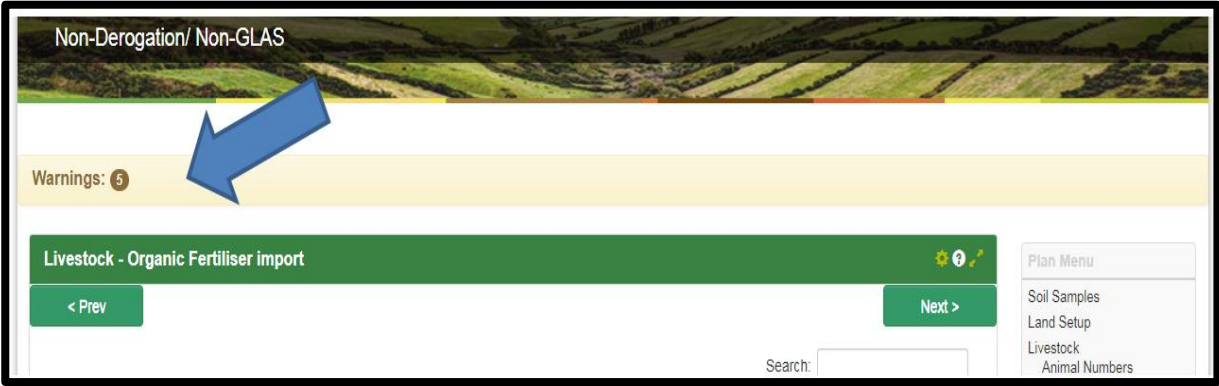 Non-Derogation/ Non-GLAS
Warnings: 5
Livestock - Organic Fertiliser import
?
< Prev
Next >
Search:
Plan Menu
Soil Samples
Land Setup
Livestock
Animal Numbers